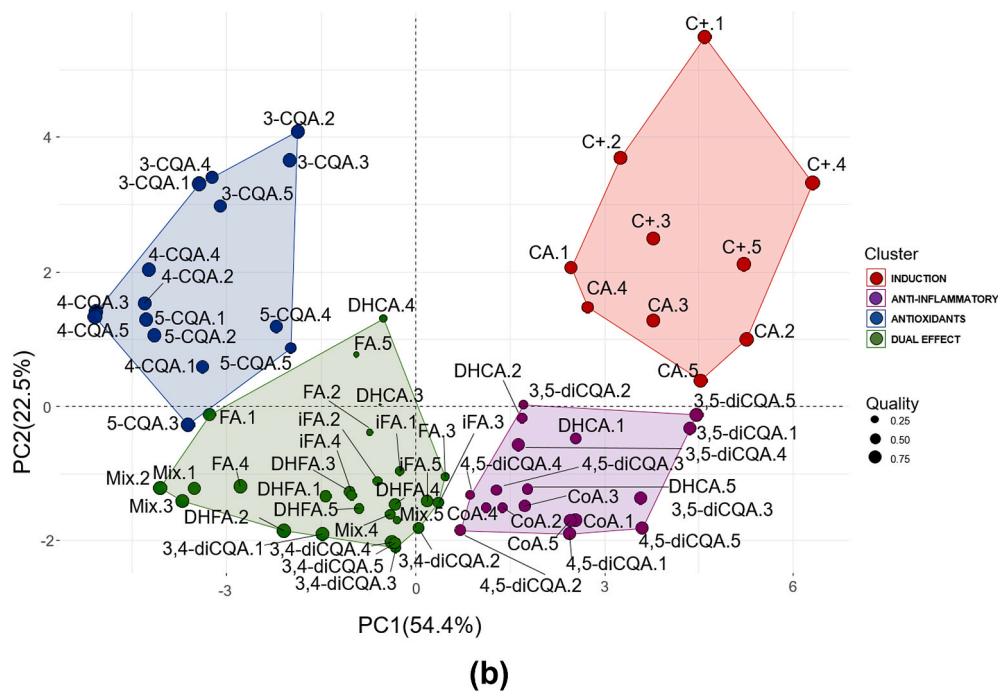 C+.1
3-CQA.2
4
C+.2
3-CQA.4
3-CQA.3
C+.4
3-CQA.1
3-CQA.5
C+.3
4-CQA.4
CA.1
C+.5
Cluster
2
4-CQA.2
INDUCTION
4-CQA.3
DHCA.4
CA.4
CA.3
ANTI-INFLAMMATORY
4-CQA.5
5-CQA.1
5-CQA.4
ANTIOXIDANTS
5-CQA.2
FA.5
CA.2
DUAL EFFECT
4-CQA.1
5-CQA.5
DHCA.2
CA.5
PC2(22.5%)
0
FA.2
DHCA.3
3,5-diCQA.2
3,5-diCQA.5
Quality
5-CQA.3
FA.1
iFA.2
iFA.1
FA.3
iFA.3
DHCA.1
3,5-diCQA.1
0.25
iFA.4
3,5-diCQA.4
0.50
Mix.2
Mix.1
FA.4
DHFA.3
iFA.5
4,5-diCQA.4
4,5-diCQA.3
0.75
DHFA.1
DHFA.4
DHCA.5
Mix.3
DHFA.5
CoA.3
3,5-diCQA.3
DHFA.2
Mix.4
Mix.5
CoA.4
CoA.2
CoA.1
-2
3,4-diCQA.1
3,4-diCQA.4
CoA.5
4,5-diCQA.5
3,4-diCQA.5
3,4-diCQA.2
4,5-diCQA.1
3,4-diCQA.3
4,5-diCQA.2
-3
0
3
6
PC1(54.4%)
(b)